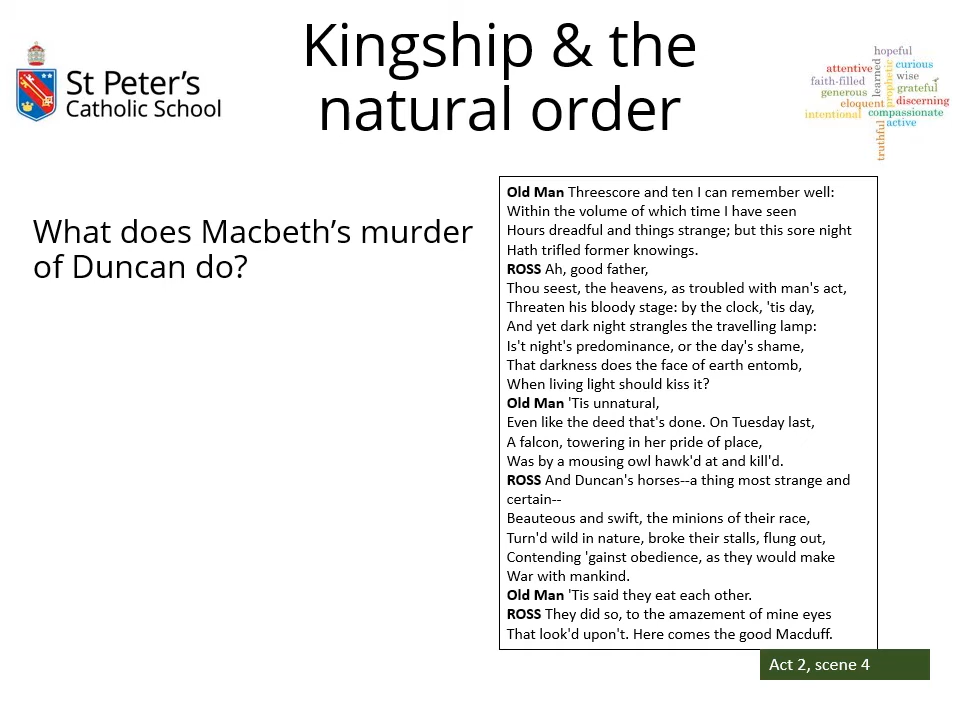 Kingship & the
natural order
St Peter's
Catholic School
hopeful
attentive
curious
learned
prophetic
faith-filled
wise
generous
grateful
eloquent
discerning
intentional
compassionate
active
truthful
What does Macbeth's murder
of Duncan do?
Old Man Threescore and ten I can remember well:
Within the volume of which time I have seen
Hours dreadful and things strange; but this sore night
Hath trifled former knowings.
ROSS Ah, good father,
Thou seest, the heavens, as troubled with man's act,
Threaten his bloody stage: by the clock, 'tis day,
And yet dark night strangles the travelling lamp:
Is't night's predominance, or the day's shame,
That darkness does the face of earth entomb,
When living light should kiss it?
Old Man 'Tis unnatural,
Even like the deed that's done. On Tuesday last,
A falcon, towering in her pride of place,
Was by a mousing owl hawk'd at and kill'd.
ROSS And Duncan's horses--a thing most strange and
certain--
Beauteous and swift, the minions of their race,
Turn'd wild in nature, broke their stalls, flung out,
Contending 'gainst obedience, as they would make
War with mankind.
Old Man 'Tis said they eat each other.
ROSS They did so, to the amazement of mine eyes
That look'd upon't. Here comes the good Macduff.
Act 2, scene 4